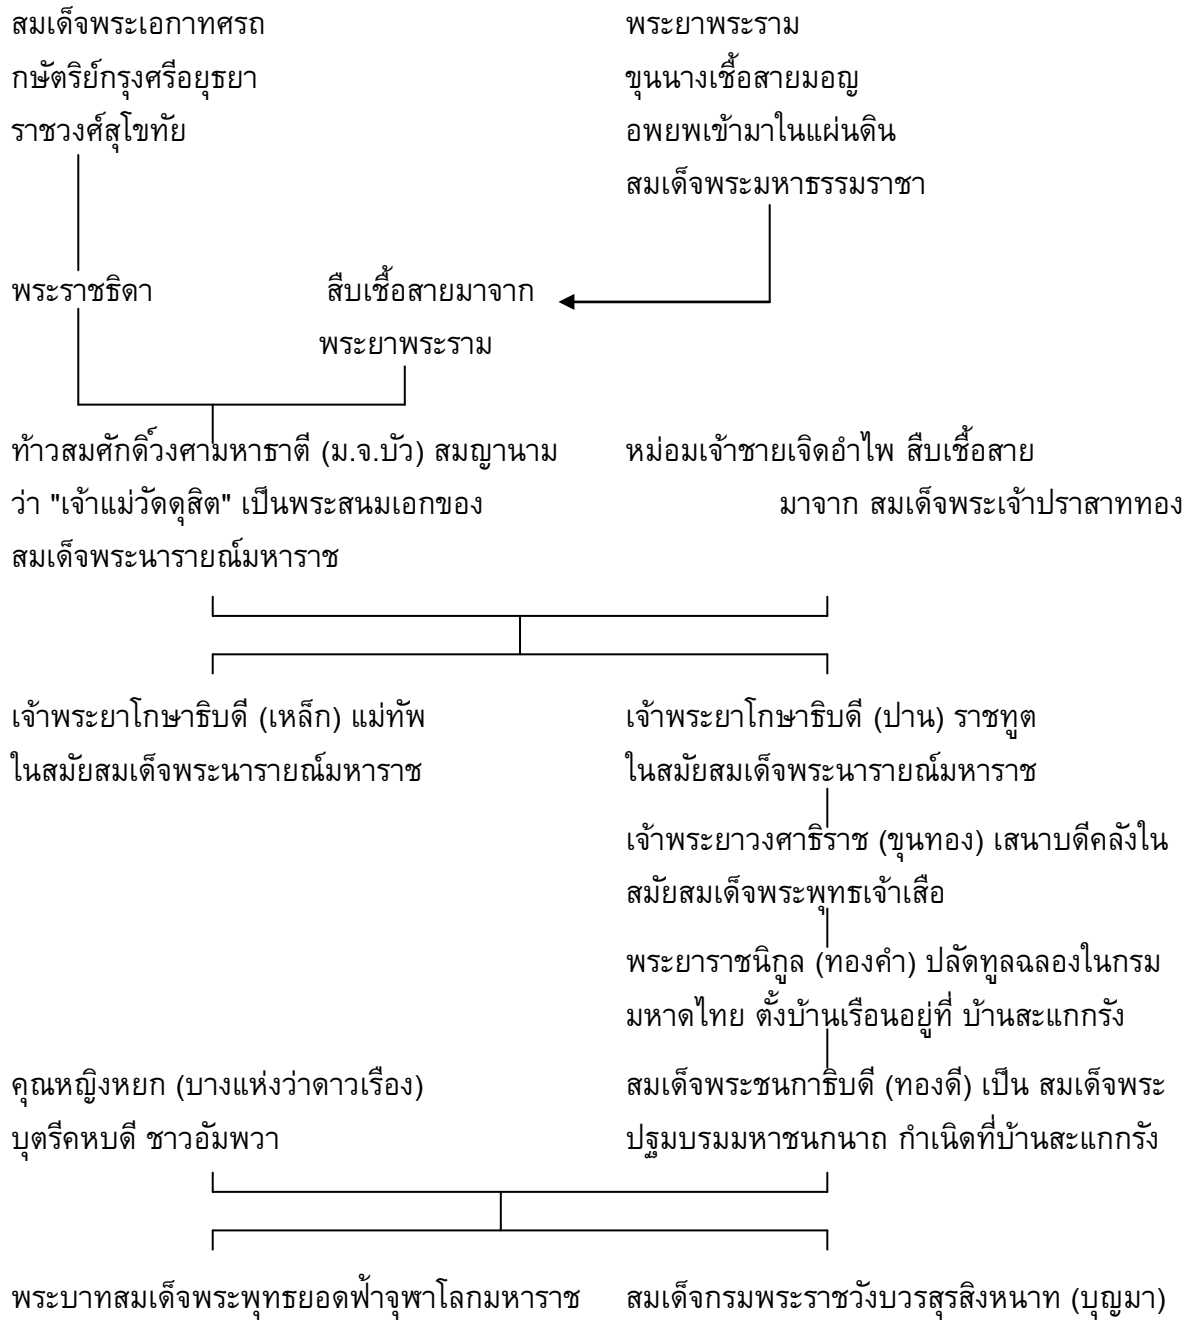 สมเด็จพระเอกาทศรถ
กษัตริย์กรุงศรีอยุธยา
ราชวงศ์สุโขทัย
พระยาพระราม
ขุนนางเชื้อสายมอญ
อพยพเข้ามาในแผ่นดิน
สมเด็จพระมหาธรรมราชา
พระราชธิดา
สืบเชื้อสายมาจาก
พระยาพระราม
ท้าวสมศักดิ์วงศามหาธาตี (ม.จ.บัว) สมญานาม
ว่า "เจ้าแม่วัดดุสิต" เป็นพระสนมเอกของ
สมเด็จพระนารายณ์มหาราช
หม่อมเจ้าชายเจิดอำไพ สืบเชื้อสาย
มาจาก สมเด็จพระเจ้าปราสาททอง
เจ้าพระยาโกษาธิบดี (เหล็ก) แม่ทัพ
ในสมัยสมเด็จพระนารายณ์มหาราช
เจ้าพระยาโกษาธิบดี (ปาน) ราชทูต
ในสมัยสมเด็จพระนารายณ์มหาราช
เจ้าพระยาวงศาธิราช (ขุนทอง) เสนาบดีคลังใน
สมัยสมเด็จพระพุทธเจ้าเสือ
พระยาราชนิกูล (ทองคำ) ปลัดทูลฉลองในกรม
มหาดไทย ตั้งบ้านเรือนอยู่ที่ บ้านสะแกกรัง
คุณหญิงหยก (บางแห่งว่าดาวเรือง)
บุตรีคหบดี ชาวอัมพวา
สมเด็จพระชนกาธิบดี (ทองดี) เป็น สมเด็จพระ
ปฐมบรมมหาชนกนาถ กำเนิดที่บ้านสะแกกรัง
พระบาทสมเด็จพระพุทธยอดฟ้าจุฬาโลกมหาราช
สมเด็จกรมพระราชวังบวรสุรสิงหนาท (บุญมา)